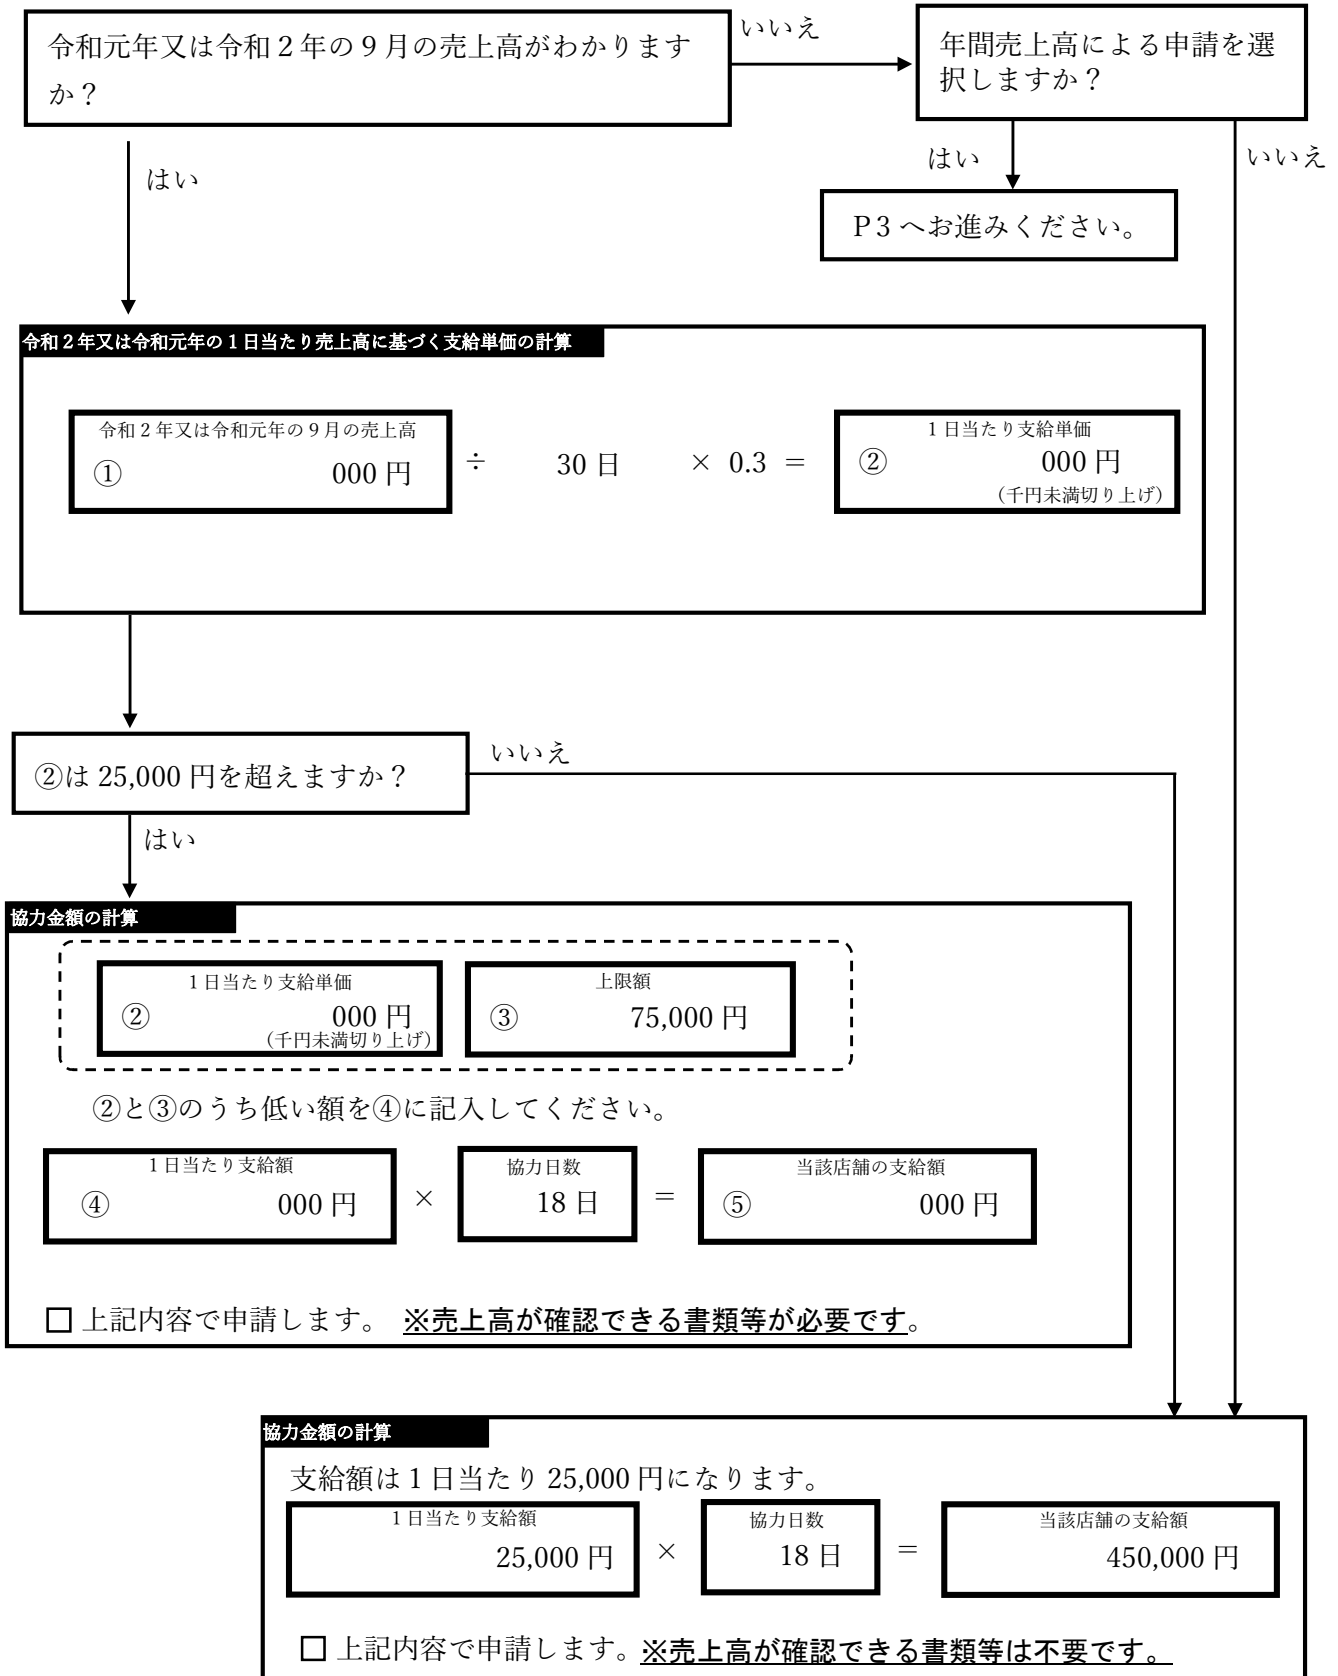 令和元年又は令和２年の９月の売上高がわかります
か？
いいえ
年間売上高による申請を選
択しますか？
はい
はい
いいえ
P３へお進みください。
令和２年又は令和元年の１日当たり売上高に基づく支給単価の計算
令和２年又は令和元年の９月の売上高
① 000 円
÷ 30 日 × 0.3 =
１日当たり支給単価
② 000 円
（千円未満切り上げ）
②は 25,000 円を超えますか？
いいえ
はい
協力金額の計算
１日当たり支給単価
② 000 円
（千円未満切り上げ）
上限額
③ 75,000 円
②と③のうち低い額を④に記入してください。
１日当たり支給額
④ 000 円
×
協力日数
18 日
=
当該店舗の支給額
⑤ 000 円
□ 上記内容で申請します。 ※売上高が確認できる書類等が必要です。
協力金額の計算
支給額は１日当たり 25,000 円になります。
１日当たり支給額
25,000 円
×
協力日数
18 日
=
当該店舗の支給額
450,000 円
□ 上記内容で申請します。※売上高が確認できる書類等は不要です。